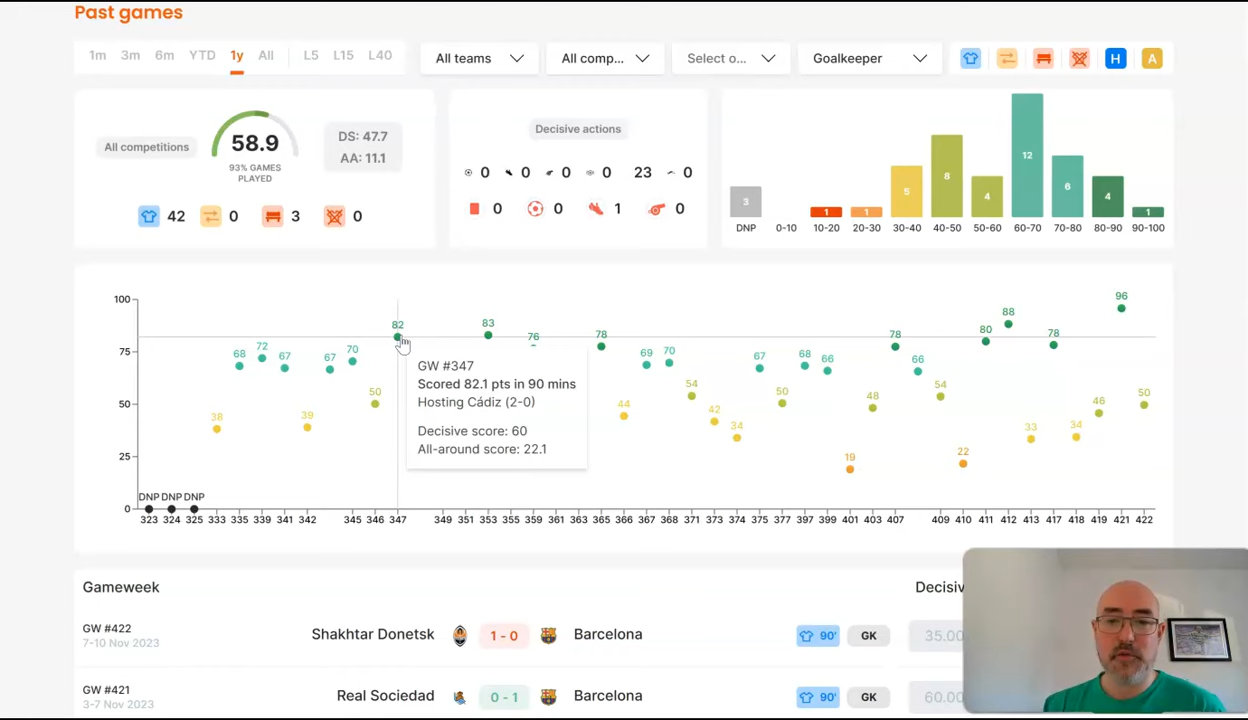 Past games
1m 3m 6m YTD 1y All L5 L15 L40 All teams All comp... Select o... Goalkeeper H A
All competitions
58.9
93% GAMES
PLAYED
DS: 47.7
AA: 11.1
42 0 3 0
Decisive actions
0 0 0 0 23 0
0 0 1 0
3 1 1 5 8 4 12 6 4 1
DNP 0-10 10-20 20-30 30-40 40-50 50-60 60-70 70-80 80-90 90-100
100
75
50
25
0
DNP DNP DNP 38 68 72 67 39 67 70 50 82 83 76 78 44 69 70 54 42 34 67 50 68 66 19 48 78 66 54 22 80 88 33 78 34 46 96 50
GW #347
Scored 82.1 pts in 90 mins
Hosting Cádiz (2-0)
Decisive score: 60
All-around score: 22.1
323 324 325 333 335 339 341 342 345 346 347 349 351 353 355 359 361 363 365 366 367 368 371 373 374 375 377 397 399 401 403 407 409 410 411 412 413 417 418 419 421 422
Gameweek Decisiv
GW #422
7-10 Nov 2023
Shakhtar Donetsk 1 - 0 Barcelona 90' GK 35.00
GW #421
3-7 Nov 2023
Real Sociedad 0 - 1 Barcelona 90' GK 60.00